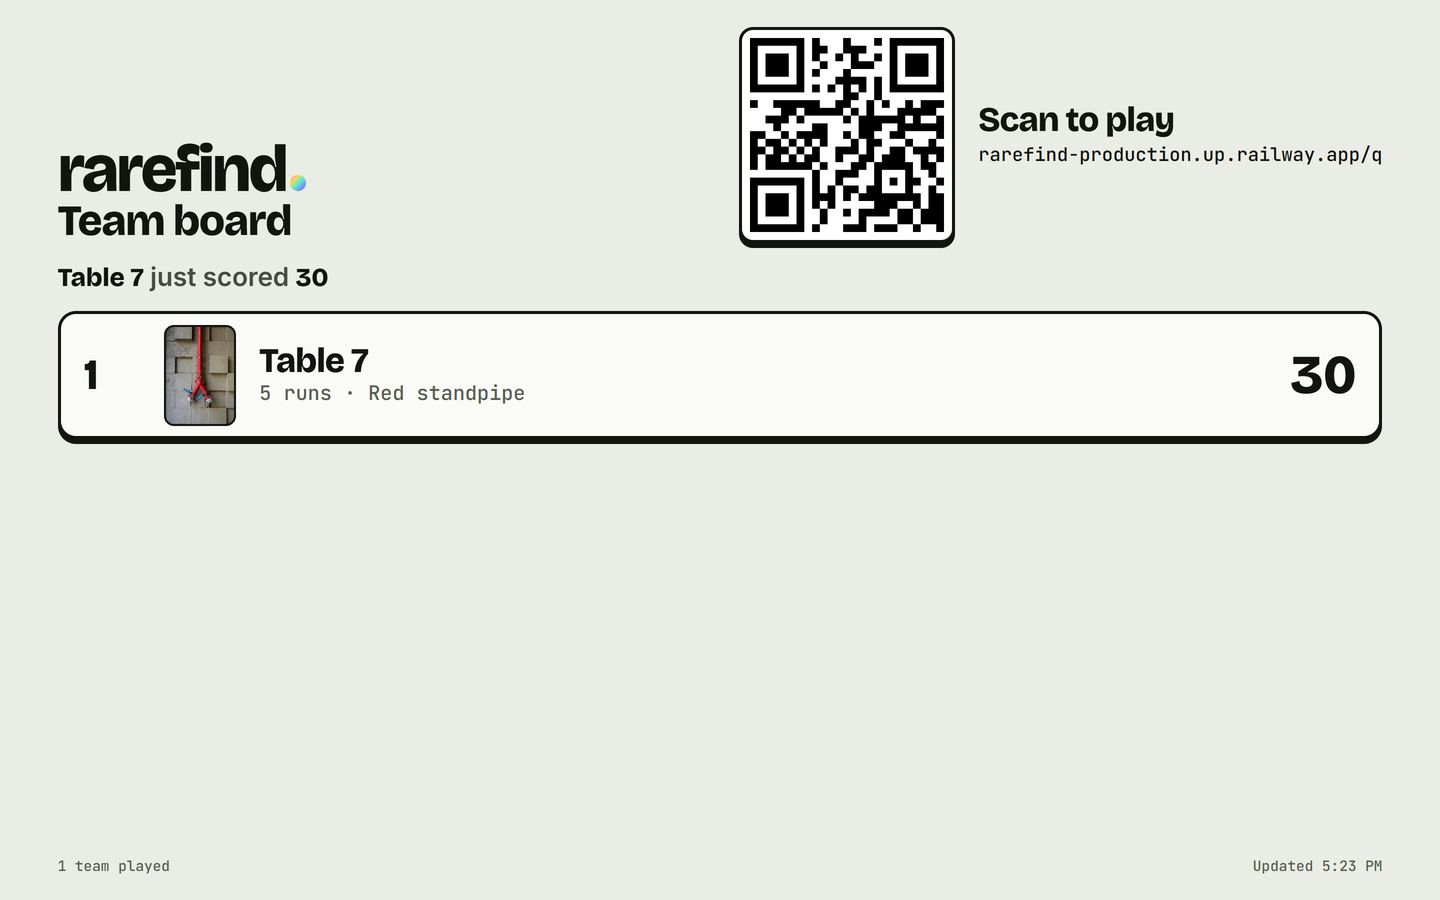 rarefind.
Team board
Scan to play
rarefind-production.up.railway.app/q
Table 7 just scored 30
1
Table 7
5 runs · Red standpipe
30
1 team played
Updated 5:23 PM